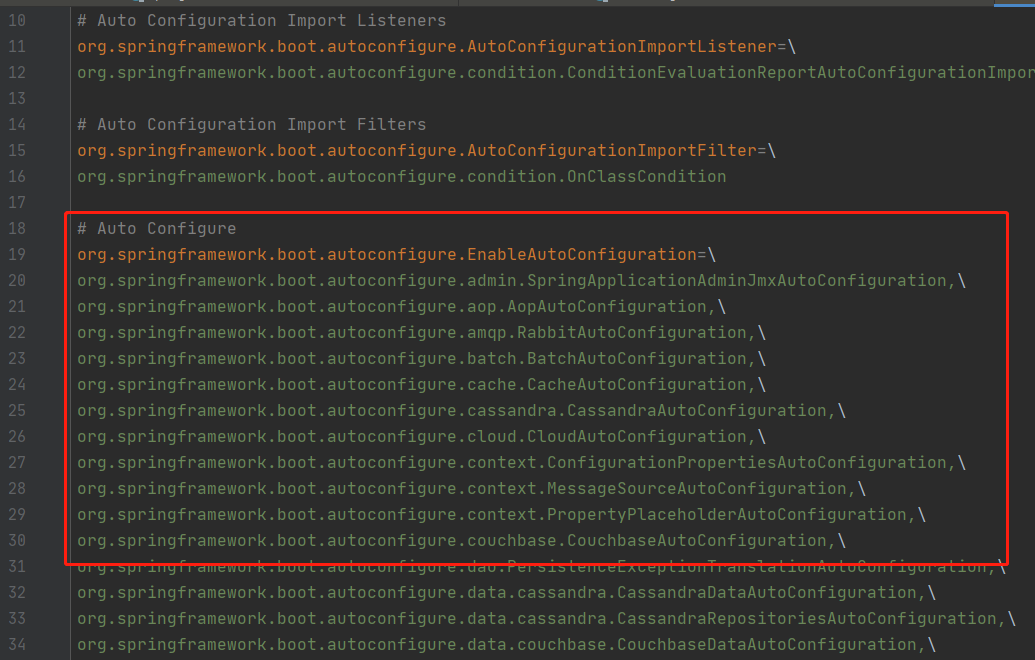 10 # Auto Configuration Import Listeners
11 org.springframework.boot.autoconfigure.AutoConfigurationImportListener=\
12 org.springframework.boot.autoconfigure.condition.ConditionEvaluationReportAutoConfigurationImpor
13
14 # Auto Configuration Import Filters
15 org.springframework.boot.autoconfigure.AutoConfigurationImportFilter=\
16 org.springframework.boot.autoconfigure.condition.OnClassCondition
17
18 # Auto Configure
19 org.springframework.boot.autoconfigure.EnableAutoConfiguration=\
20 org.springframework.boot.autoconfigure.admin.SpringApplicationAdminJmxAutoConfiguration,\
21 org.springframework.boot.autoconfigure.aop.AopAutoConfiguration,\
22 org.springframework.boot.autoconfigure.amqp.RabbitAutoConfiguration,\
23 org.springframework.boot.autoconfigure.batch.BatchAutoConfiguration,\
24 org.springframework.boot.autoconfigure.cache.CacheAutoConfiguration,\
25 org.springframework.boot.autoconfigure.cassandra.CassandraAutoConfiguration,\
26 org.springframework.boot.autoconfigure.cloud.CloudAutoConfiguration,\
27 org.springframework.boot.autoconfigure.context.ConfigurationPropertiesAutoConfiguration,\
28 org.springframework.boot.autoconfigure.context.MessageSourceAutoConfiguration,\
29 org.springframework.boot.autoconfigure.context.PropertyPlaceholderAutoConfiguration,\
30 org.springframework.boot.autoconfigure.couchbase.CouchbaseAutoConfiguration,\
31 org.springframework.boot.autoconfigure.dao.PersistenceExceptionTranslationAutoConfiguration,\
32 org.springframework.boot.autoconfigure.data.cassandra.CassandraDataAutoConfiguration,\
33 org.springframework.boot.autoconfigure.data.cassandra.CassandraRepositoriesAutoConfiguration,\
34 org.springframework.boot.autoconfigure.data.couchbase.CouchbaseDataAutoConfiguration,\